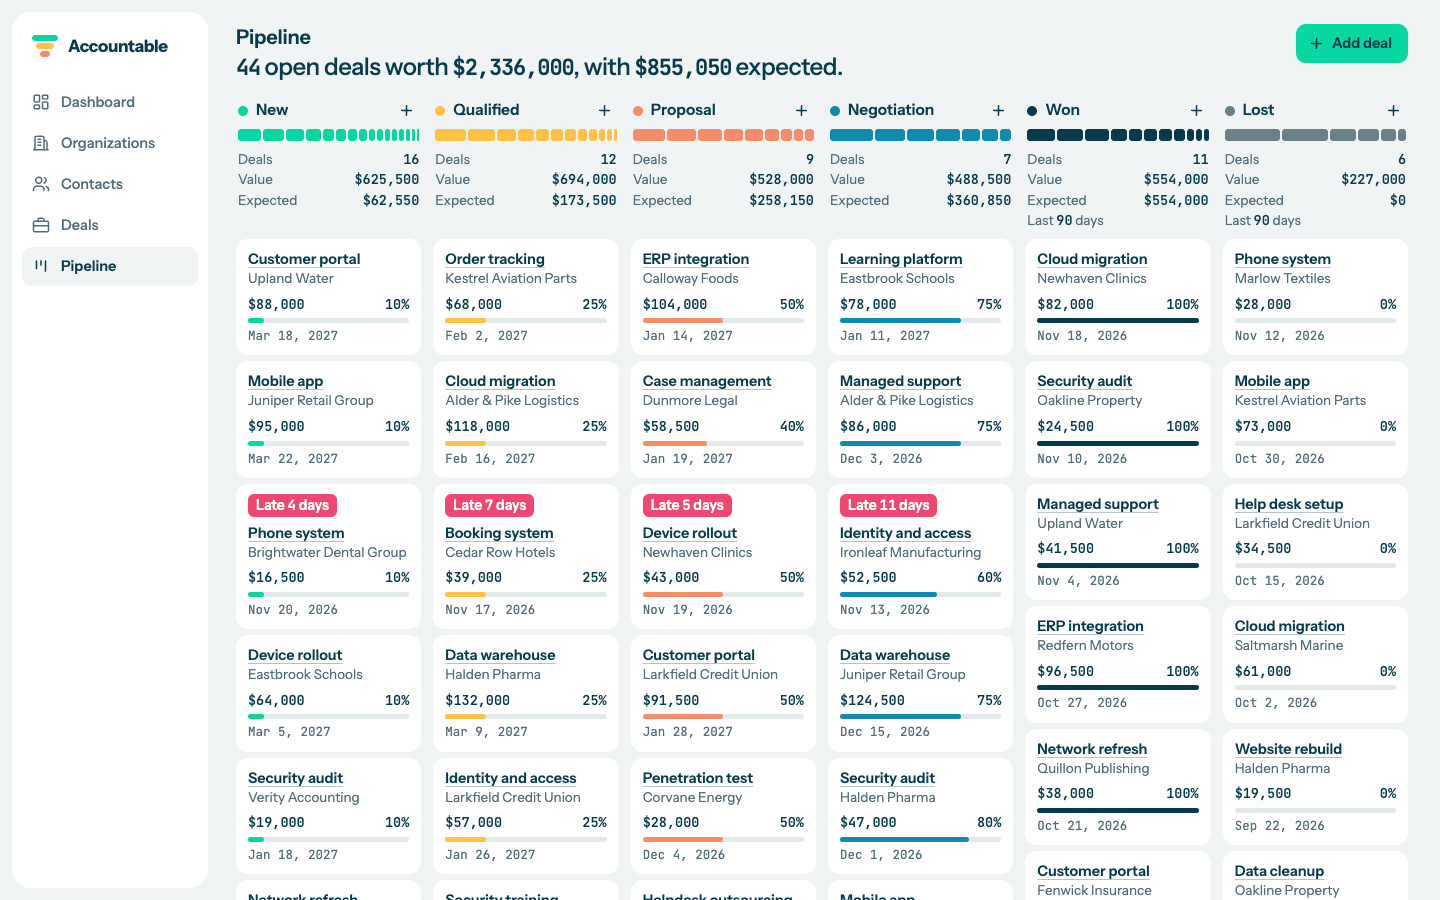 Accountable
Dashboard
Organizations
Contacts
Deals
Pipeline
Pipeline
44 open deals worth $2,336,000, with $855,050 expected.
+ Add deal
New +
Deals 16
Value $625,500
Expected $62,550
Customer portal
Upland Water
$88,000 10%
Mar 18, 2027
Mobile app
Juniper Retail Group
$95,000 10%
Mar 22, 2027
Late 4 days
Phone system
Brightwater Dental Group
$16,500 10%
Nov 20, 2026
Device rollout
Eastbrook Schools
$64,000 10%
Mar 5, 2027
Security audit
Verity Accounting
$19,000 10%
Jan 18, 2027
Network refresh
Qualified +
Deals 12
Value $694,000
Expected $173,500
Order tracking
Kestrel Aviation Parts
$68,000 25%
Feb 2, 2027
Cloud migration
Alder & Pike Logistics
$118,000 25%
Feb 16, 2027
Late 7 days
Booking system
Cedar Row Hotels
$39,000 25%
Nov 17, 2026
Data warehouse
Halden Pharma
$132,000 25%
Mar 9, 2027
Identity and access
Larkfield Credit Union
$57,000 25%
Jan 26, 2027
Security training
Proposal +
Deals 9
Value $528,000
Expected $258,150
ERP integration
Calloway Foods
$104,000 50%
Jan 14, 2027
Case management
Dunmore Legal
$58,500 40%
Jan 19, 2027
Late 5 days
Device rollout
Newhaven Clinics
$43,000 50%
Nov 19, 2026
Customer portal
Larkfield Credit Union
$91,500 50%
Jan 28, 2027
Penetration test
Corvane Energy
$28,000 50%
Dec 4, 2026
Helpdesk outsourcing
Negotiation +
Deals 7
Value $488,500
Expected $360,850
Learning platform
Eastbrook Schools
$78,000 75%
Jan 11, 2027
Managed support
Alder & Pike Logistics
$86,000 75%
Dec 3, 2026
Late 11 days
Identity and access
Ironleaf Manufacturing
$52,500 60%
Nov 13, 2026
Data warehouse
Juniper Retail Group
$124,500 75%
Dec 15, 2026
Security audit
Halden Pharma
$47,000 80%
Dec 1, 2026
Mobile app
Won +
Deals 11
Value $554,000
Expected $554,000
Last 90 days
Cloud migration
Newhaven Clinics
$82,000 100%
Nov 18, 2026
Security audit
Oakline Property
$24,500 100%
Nov 10, 2026
Managed support
Upland Water
$41,500 100%
Nov 4, 2026
ERP integration
Redfern Motors
$96,500 100%
Oct 27, 2026
Network refresh
Quillon Publishing
$38,000 100%
Oct 21, 2026
Customer portal
Fenwick Insurance
Lost +
Deals 6
Value $227,000
Expected $0
Last 90 days
Phone system
Marlow Textiles
$28,000 0%
Nov 12, 2026
Mobile app
Kestrel Aviation Parts
$73,000 0%
Oct 30, 2026
Help desk setup
Larkfield Credit Union
$34,500 0%
Oct 15, 2026
Cloud migration
Saltmarsh Marine
$61,000 0%
Oct 2, 2026
Website rebuild
Halden Pharma
$19,500 0%
Sep 22, 2026
Data cleanup
Oakline Property